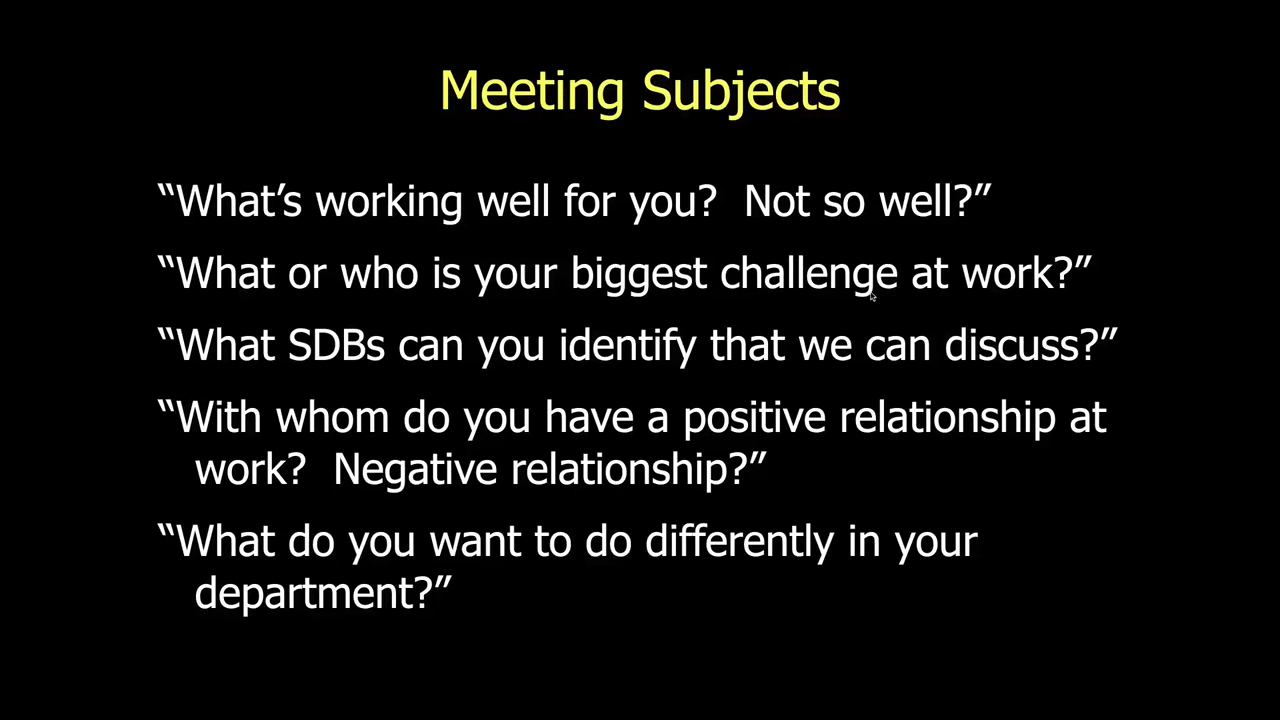 Meeting Subjects
“What’s working well for you?  Not so well?”
“What or who is your biggest challenge at work?”
“What SDBs can you identify that we can discuss?”
“With whom do you have a positive relationship at
work?  Negative relationship?”
“What do you want to do differently in your
department?”